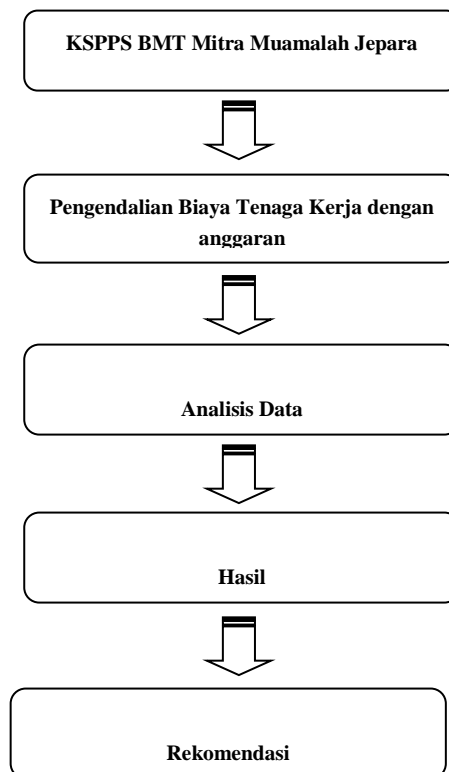 KSPPS BMT Mitra Muamalah Jepara
Pengendalian Biaya Tenaga Kerja dengan
anggaran
Analisis Data
Hasil
Rekomendasi